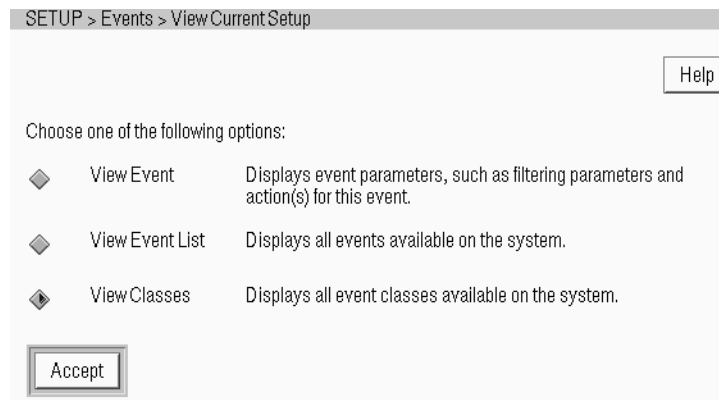 SETUP > Events > View Current Setup
Help
Choose one of the following options:
View Event Displays event parameters, such as filtering parameters and
action(s) for this event.
View Event List Displays all events available on the system.
View Classes Displays all event classes available on the system.
Accept